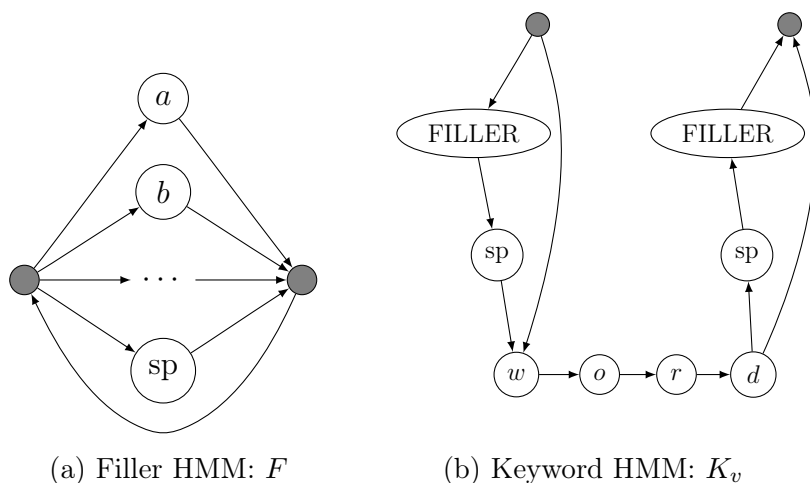 a
b
· · ·
sp
(a) Filler HMM: F
FILLER
FILLER
sp
sp
w
o
r
d
(b) Keyword HMM: K_v